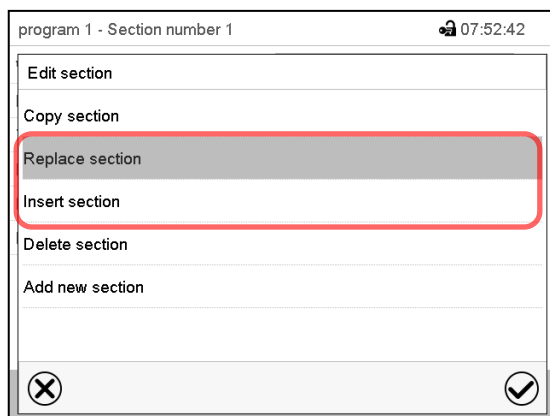 program 1 - Section number 1 07:52:42
Edit section
Copy section
Replace section
Insert section
Delete section
Add new section